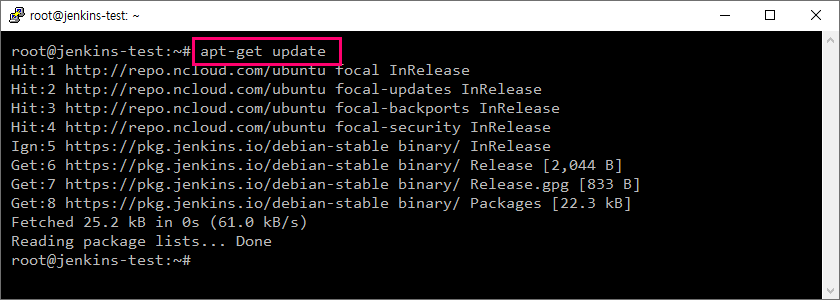 root@jenkins-test: ~
root@jenkins-test:~# apt-get update
Hit:1 http://repo.ncloud.com/ubuntu focal InRelease
Hit:2 http://repo.ncloud.com/ubuntu focal-updates InRelease
Hit:3 http://repo.ncloud.com/ubuntu focal-backports InRelease
Hit:4 http://repo.ncloud.com/ubuntu focal-security InRelease
Ign:5 https://pkg.jenkins.io/debian-stable binary/ InRelease
Get:6 https://pkg.jenkins.io/debian-stable binary/ Release [2,044 B]
Get:7 https://pkg.jenkins.io/debian-stable binary/ Release.gpg [833 B]
Get:8 https://pkg.jenkins.io/debian-stable binary/ Packages [22.3 kB]
Fetched 25.2 kB in 0s (61.0 kB/s)
Reading package lists... Done
root@jenkins-test:~#